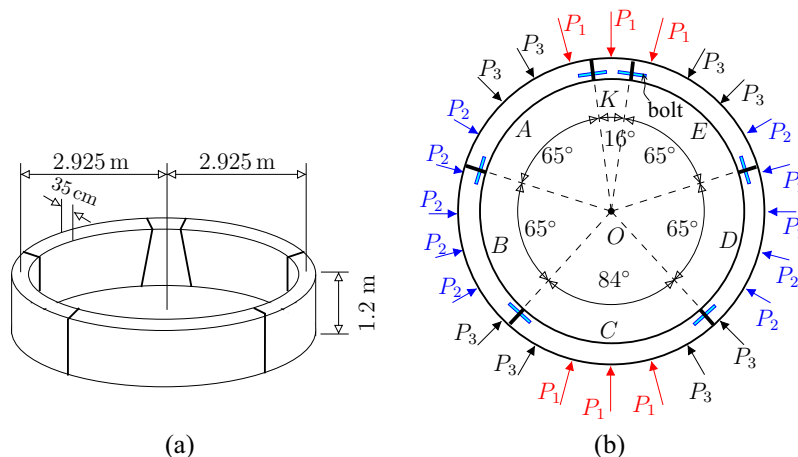 2.925 m 2.925 m
35 cm
1.2 m
(a)
P1 P1 P1
P3 P3
P3 P3
K bolt
A E
P2 P2
16°
65° 65°
P2 P
P2 O P
65° 65°
B D
P2
84°
P2 P2
C
P3 P3
P3 P3
P1 P1 P1
(b)